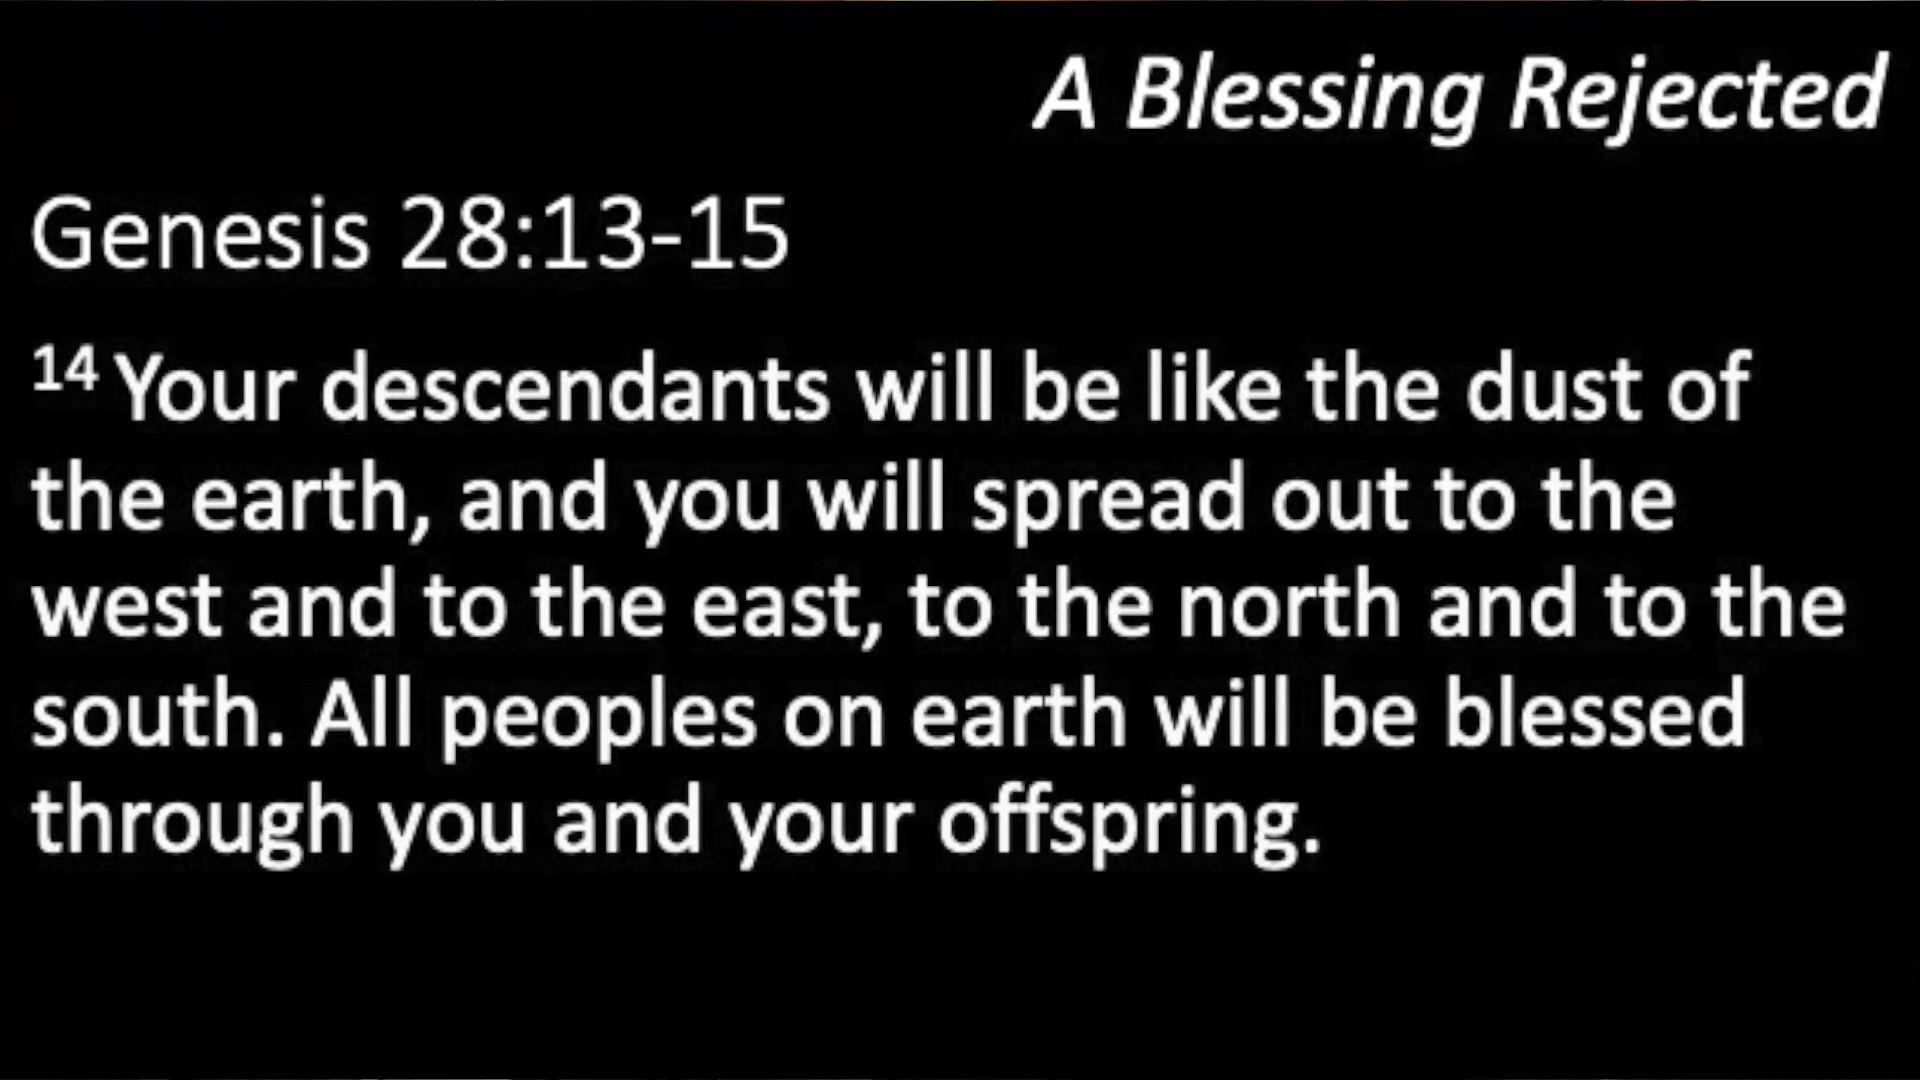 A Blessing Rejected
Genesis 28:13-15
14 Your descendants will be like the dust of
the earth, and you will spread out to the
west and to the east, to the north and to the
south. All peoples on earth will be blessed
through you and your offspring.